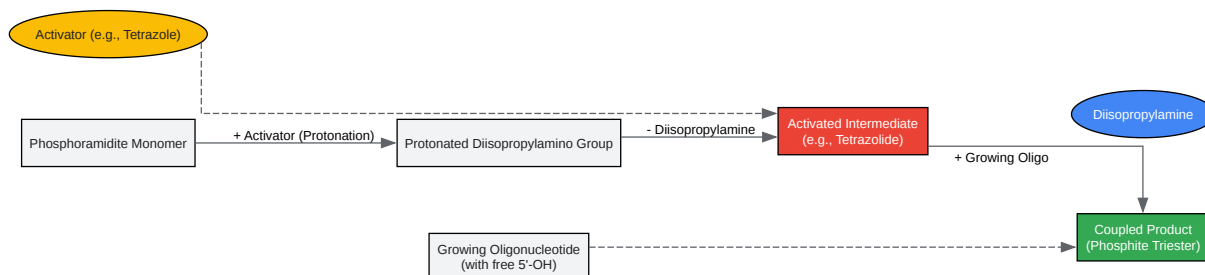 Activator (e.g., Tetrazole)
Phosphoramidite Monomer
+ Activator (Protonation)
Protonated Diisopropylamino Group
- Diisopropylamine
Activated Intermediate
(e.g., Tetrazolide)
Diisopropylamine
+ Growing Oligo
Growing Oligonucleotide
(with free 5'-OH)
Coupled Product
(Phosphite Triester)